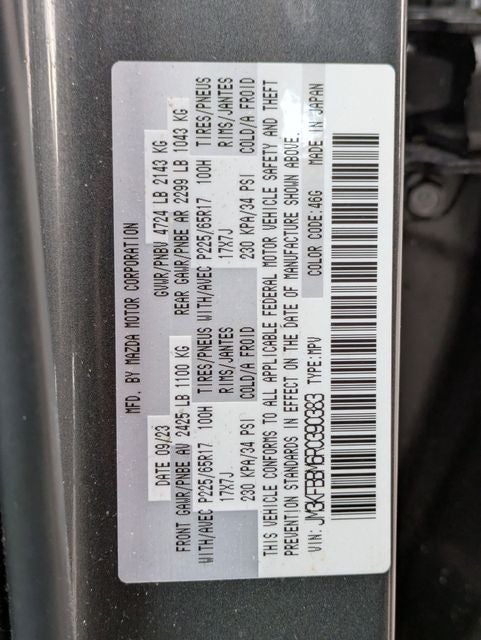 MFD. BY MAZDA MOTOR CORPORATION
DATE 09/23 GVWR/PNBV 4724 LB 2143 KG
FRONT GAWR/PNBE AV 2425 LB 1100 KG REAR GAWR/PNBE AR 2299 LB 1043 KG
WITH/AVEC P225/65R17 100H TIRES/PNEUS WITH/AVEC P225/65R17 100H TIRES/PNEUS
17X7J RIMS/JANTES 17X7J RIMS/JANTES
230 KPA/34 PSI COLD/A FROID 230 KPA/34 PSI COLD/A FROID
THIS VEHICLE CONFORMS TO ALL APPLICABLE FEDERAL MOTOR VEHICLE SAFETY AND THEFT
PREVENTION STANDARDS IN EFFECT ON THE DATE OF MANUFACTURE SHOWN ABOVE.
VIN: JM3KFBBM6R0390383 TYPE: MPV COLOR CODE: 46G MADE IN JAPAN